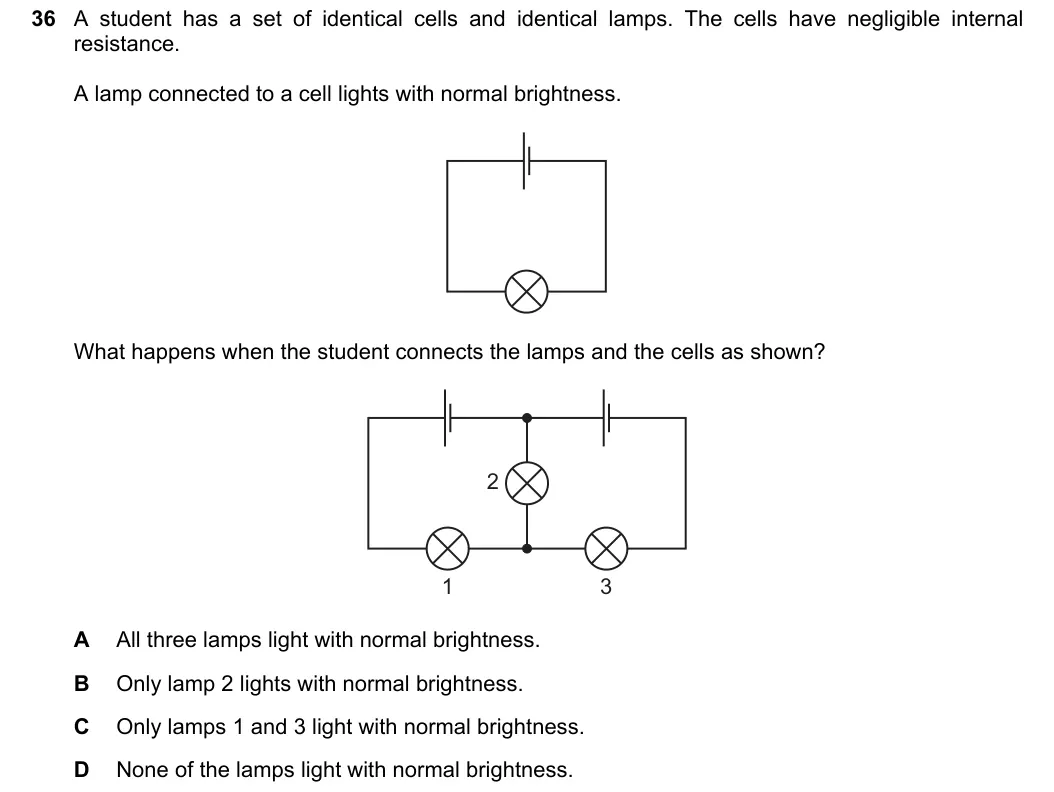 36 A student has a set of identical cells and identical lamps. The cells have negligible internal
resistance.
A lamp connected to a cell lights with normal brightness.
What happens when the student connects the lamps and the cells as shown?
2
1
3
A All three lamps light with normal brightness.
B Only lamp 2 lights with normal brightness.
C Only lamps 1 and 3 light with normal brightness.
D None of the lamps light with normal brightness.